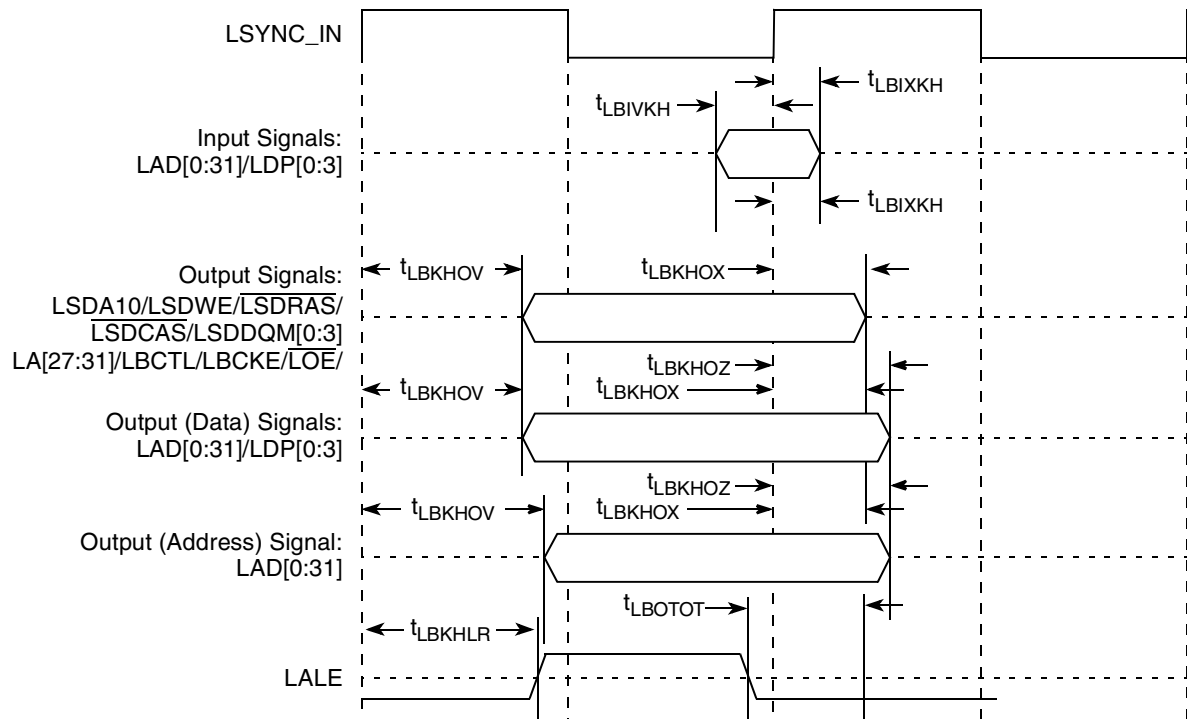 LSYNC_IN
tLBIXKH
tLBIVKH
Input Signals:
LAD[0:31]/LDP[0:3]
tLBIXKH
tLBKHOV
tLBKHOX
Output Signals:
LSDA10/LSDWE/LSDRAS/
LSDCAS/LSDDQM[0:3]
LA[27:31]/LBCTL/LBCKE/LOE/
tLBKHOZ
tLBKHOV
tLBKHOX
Output (Data) Signals:
LAD[0:31]/LDP[0:3]
tLBKHOZ
tLBKHOV
tLBKHOX
Output (Address) Signal:
LAD[0:31]
tLBOTOT
tLBKHLR
LALE